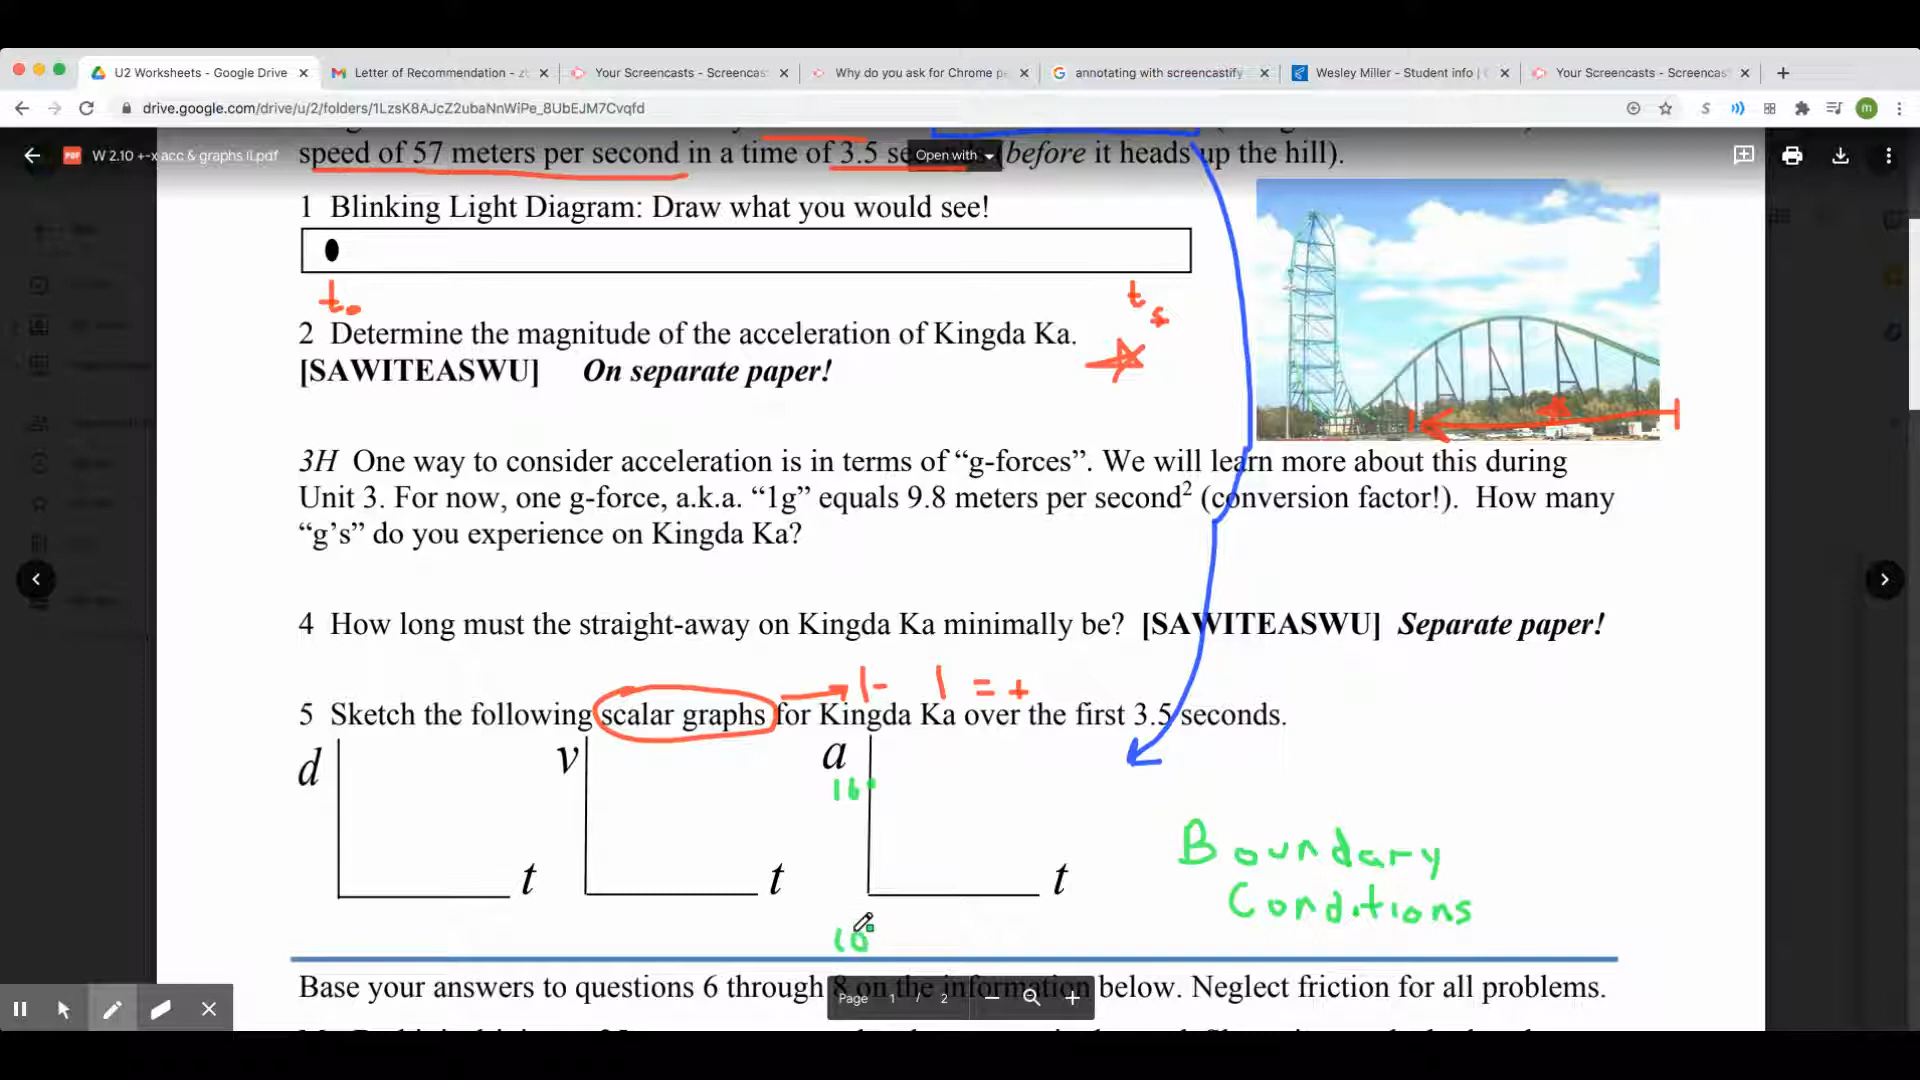 U2 Worksheets - Google Drive
Letter of Recommendation - zt
Your Screencasts - Screencas
Why do you ask for Chrome pe
annotating with screencastify
Wesley Miller - Student info |
Your Screencasts - Screencas
drive.google.com/drive/u/2/folders/1LzsK8AJcZ2ubaNnWiPe_8UbEJM7Cvqfd
m
PDF W 2.10 +-x acc & graphs II.pdf
Open with
speed of 57 meters per second in a time of 3.5 seconds (before it heads up the hill).
1 Blinking Light Diagram: Draw what you would see!
t₀
2 Determine the magnitude of the acceleration of Kingda Ka.
[SAWITEASWU] On separate paper!
3H One way to consider acceleration is in terms of “g-forces”. We will learn more about this during
Unit 3. For now, one g-force, a.k.a. “1g” equals 9.8 meters per second² (conversion factor!). How many
“g’s” do you experience on Kingda Ka?
4 How long must the straight-away on Kingda Ka minimally be? [SAWITEASWU] Separate paper!
|- | = +
5 Sketch the following scalar graphs for Kingda Ka over the first 3.5 seconds.
d v a
16
t t t
Boundary
Conditions
10
Base your answers to questions 6 through 8 on the information below. Neglect friction for all problems.
Page 1 / 2